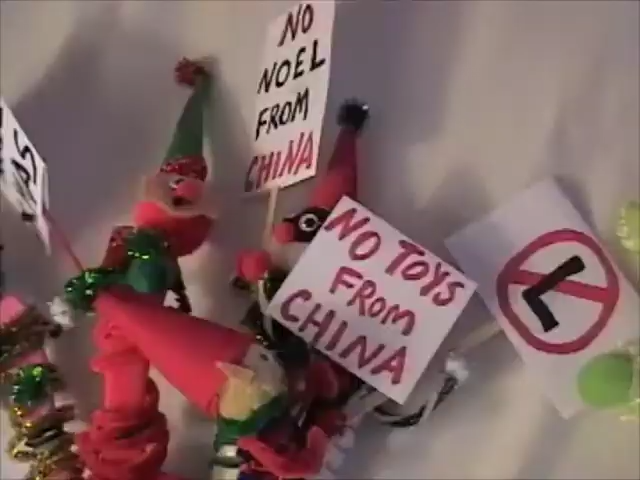 NO
NOEL
FROM
CHINA
NO TOYS
FROM
CHINA
L